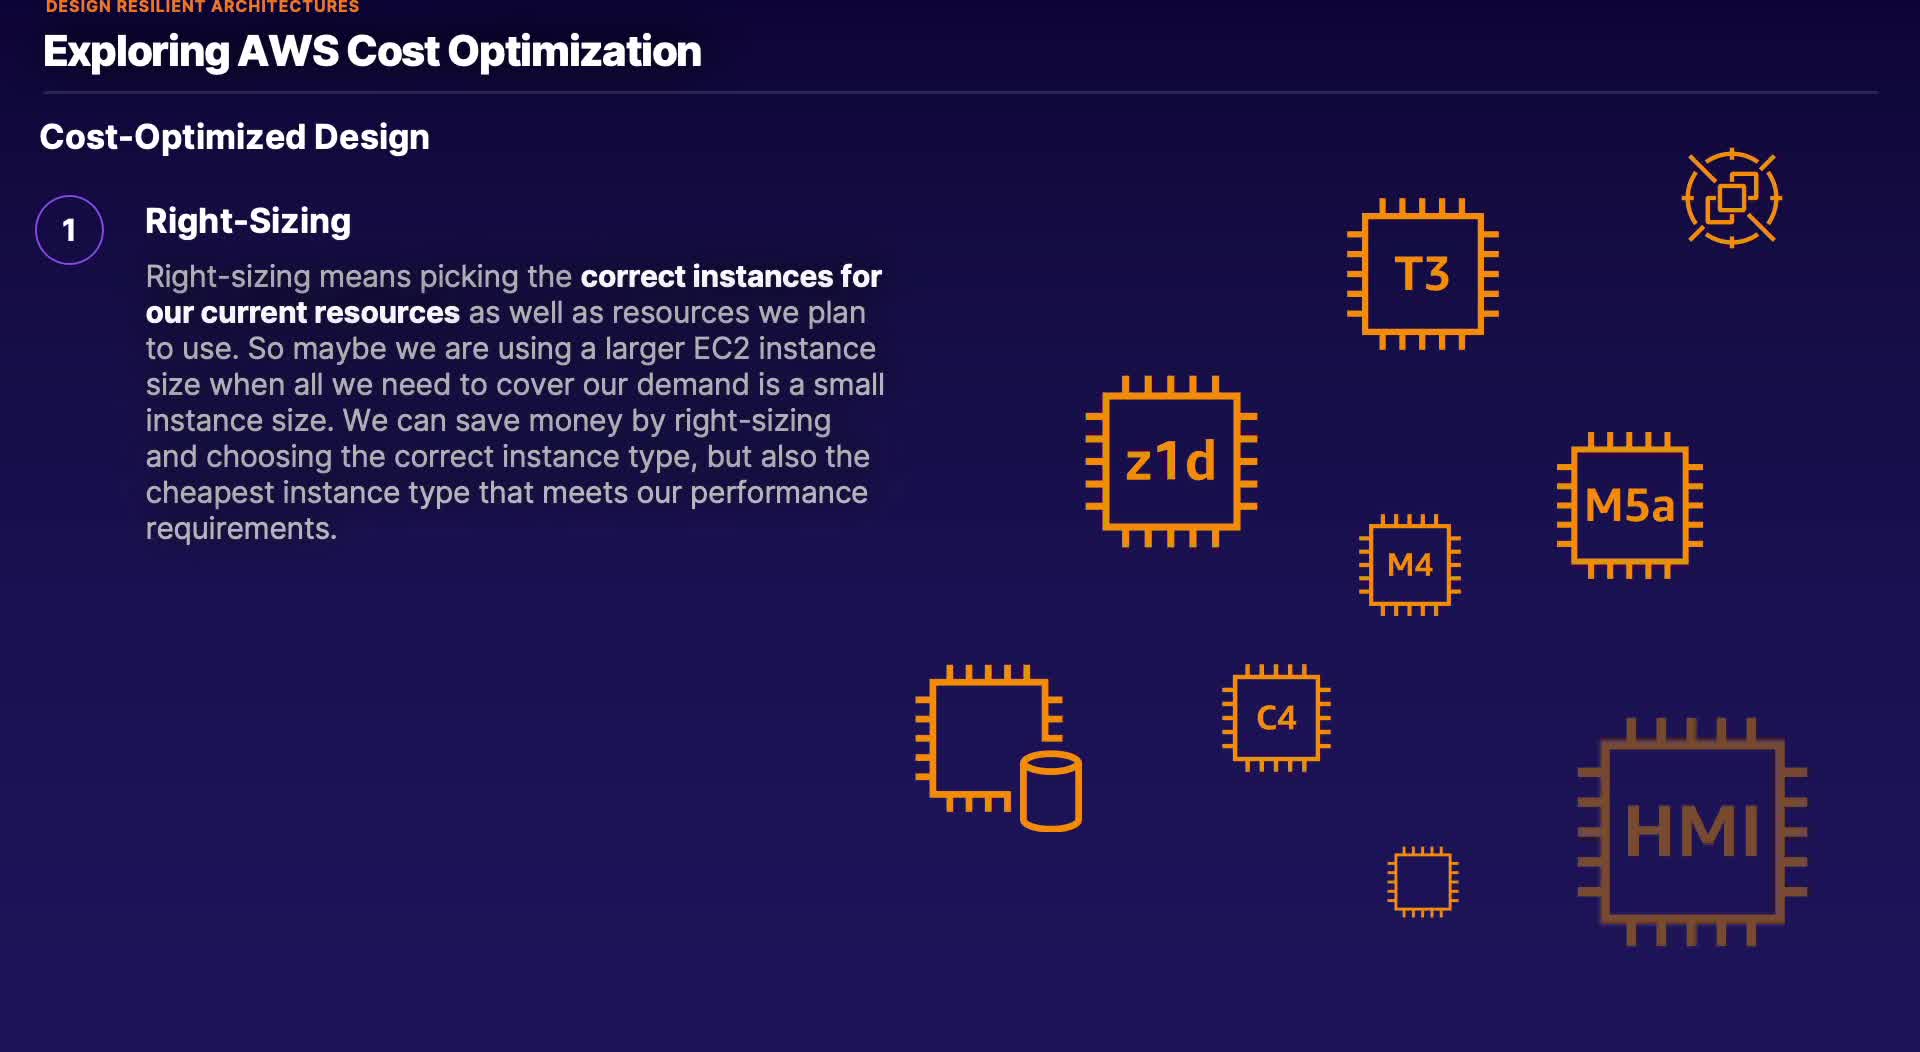 DESIGN RESILIENT ARCHITECTURES
Exploring AWS Cost Optimization
Cost-Optimized Design
1
Right-Sizing
Right-sizing means picking the correct instances for
our current resources as well as resources we plan
to use. So maybe we are using a larger EC2 instance
size when all we need to cover our demand is a small
instance size. We can save money by right-sizing
and choosing the correct instance type, but also the
cheapest instance type that meets our performance
requirements.
T3
z1d
M5a
M4
C4
HMI